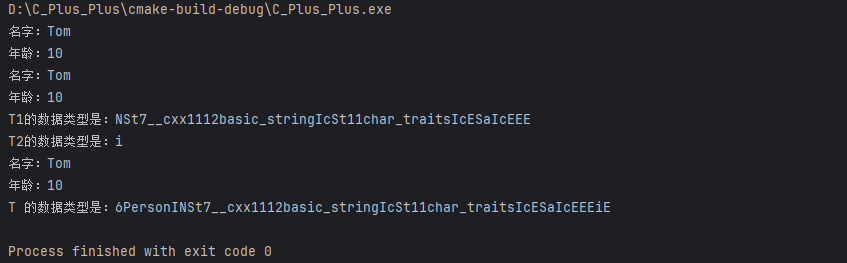 D:\C_Plus_Plus\cmake-build-debug\C_Plus_Plus.exe
名字：Tom
年龄：10
名字：Tom
年龄：10
T1的数据类型是：NSt7__cxx1112basic_stringIcSt11char_traitsIcESaIcEEE
T2的数据类型是：i
名字：Tom
年龄：10
T 的数据类型是：6PersonINSt7__cxx1112basic_stringIcSt11char_traitsIcESaIcEEEiE
Process finished with exit code 0